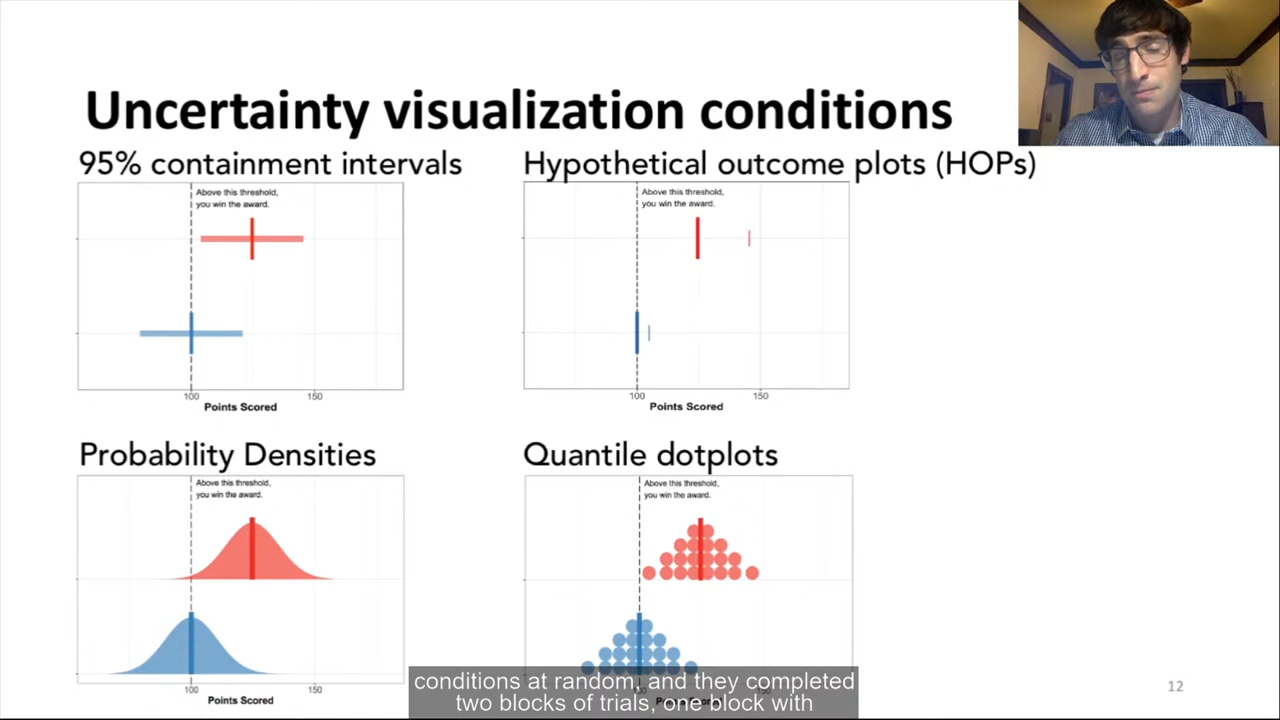 Uncertainty visualization conditions
95% containment intervals
Above this threshold,
you win the award.
100
150
Points Scored
Hypothetical outcome plots (HOPs)
Above this threshold,
you win the award.
100
150
Points Scored
Probability Densities
Above this threshold,
you win the award.
100
150
Points Scored
Quantile dotplots
Above this threshold,
you win the award.
conditions at random, and they completed
two blocks of trials, one block with
12